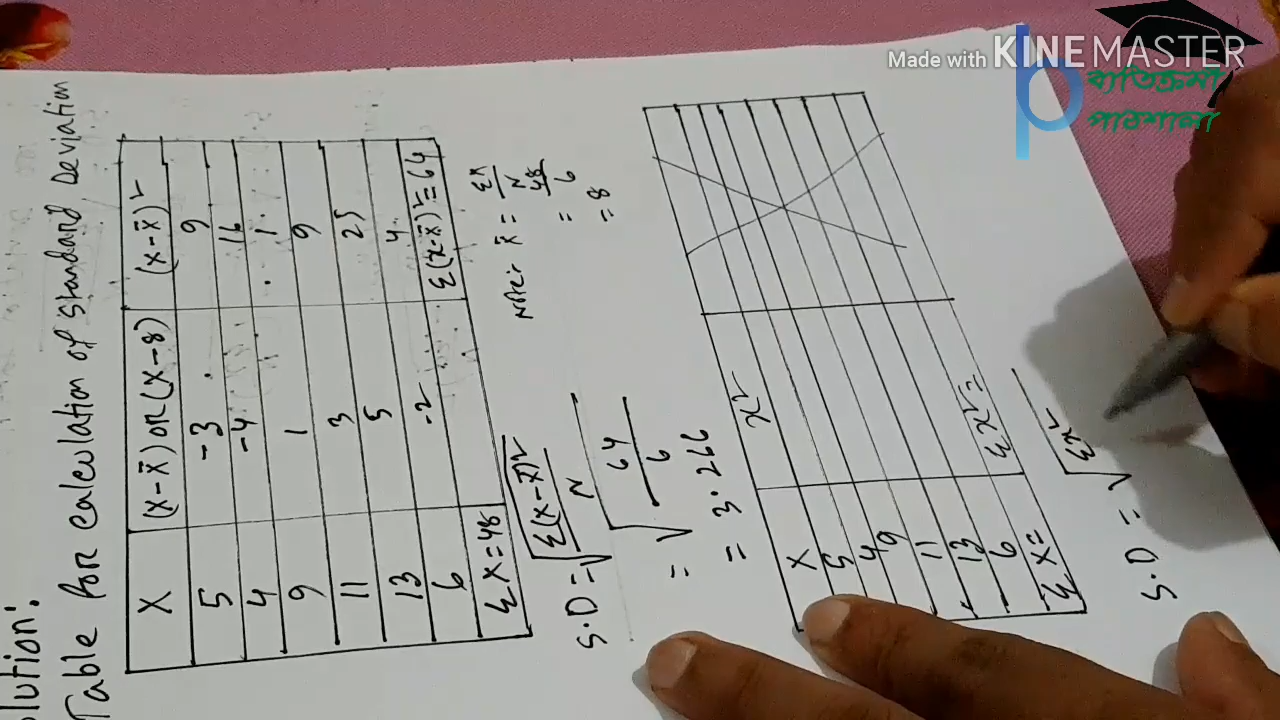 Made with KINEMASTER
ব্যতিক্রমী
পাঠশালা
lution:
Table for calculation of standard Deviation
X (x-x̄) OR (x-8) (x-x̄)²
5 -3 9
4 -4 16
9 1 1
11 3 9
13 5 25
6 -2 4
Σx=48 Σ(x-x̄)²=64
S.D = √Σ(x-x̄)²/N
= √64/6
= 3.266
Note: x̄ = Σx/N
= 48/6
= 8
X x²
5
4
9
11
13
6
Σx= Σx²=
S.D = √Σx²